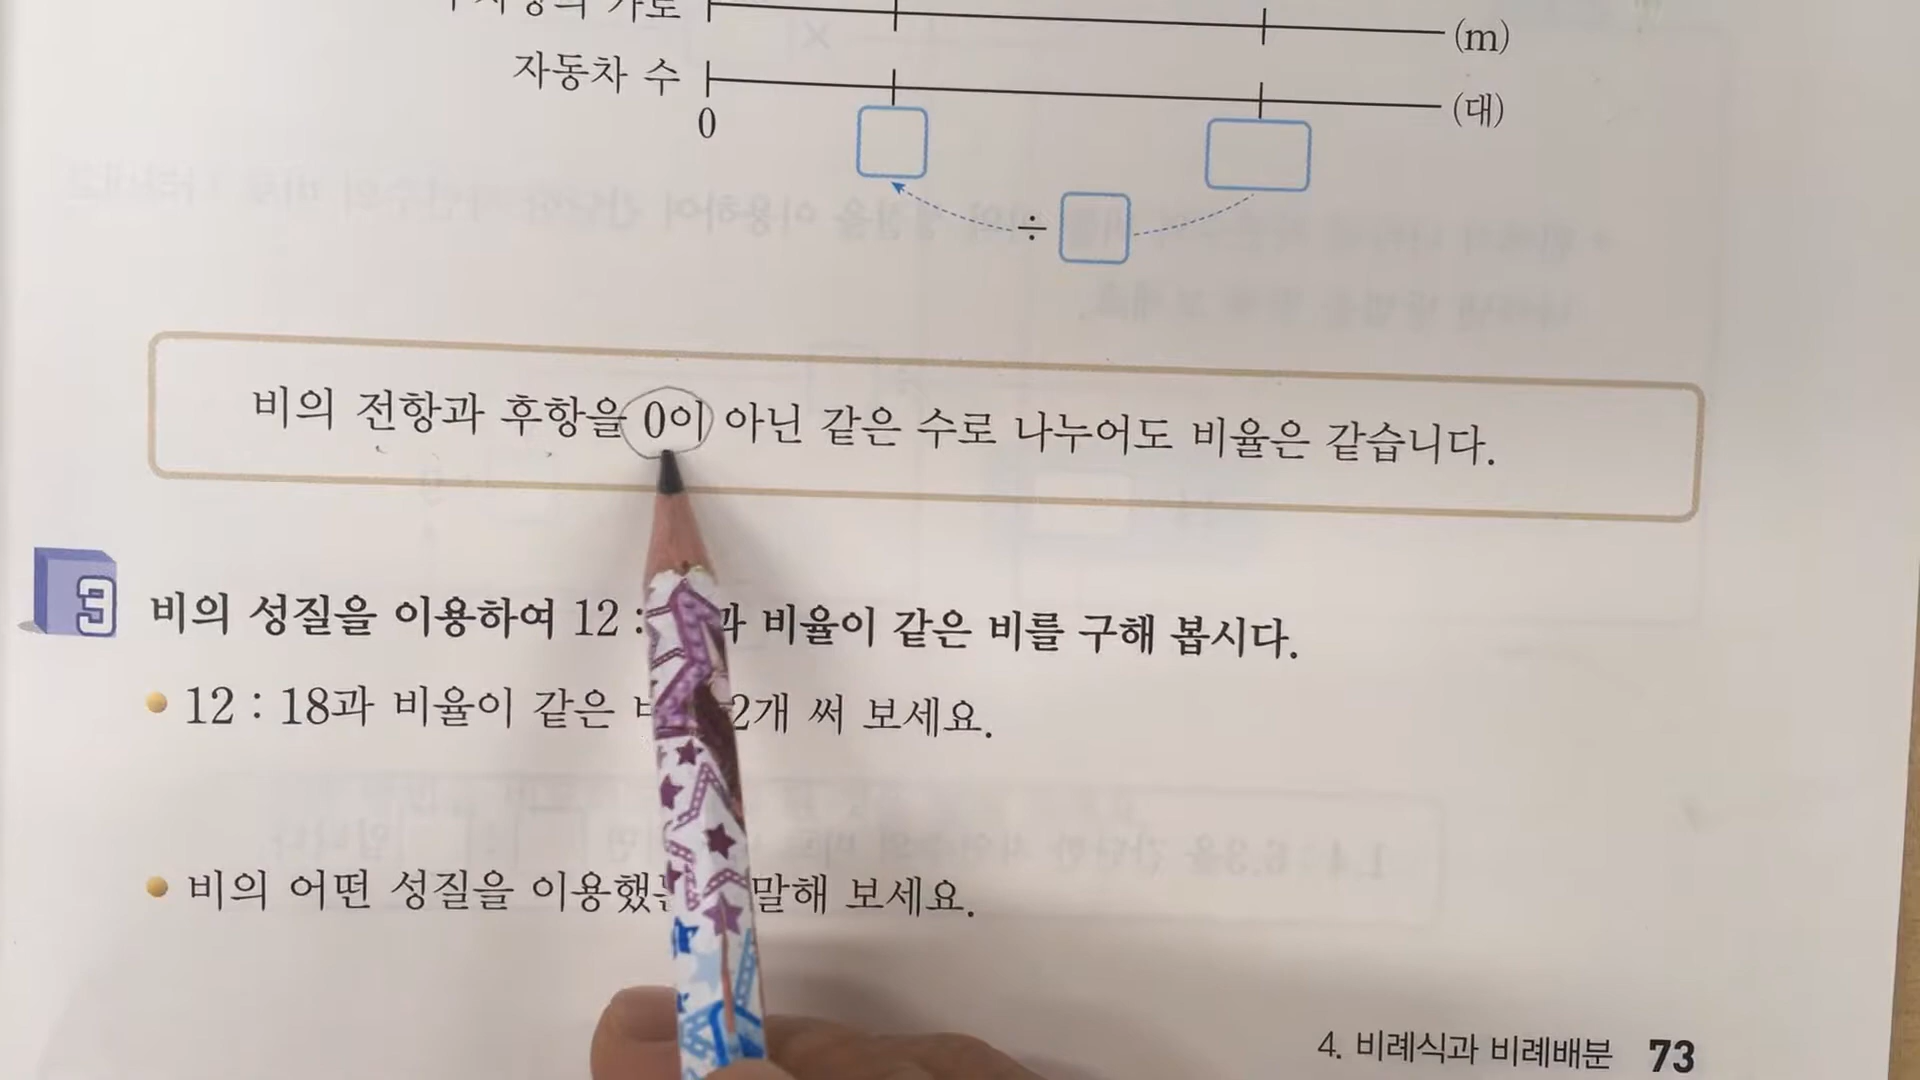 (m)
자동차 수
(대)
0
÷
비의 전항과 후항을 0이 아닌 같은 수로 나누어도 비율은 같습니다.
3
비의 성질을 이용하여 12 : 과 비율이 같은 비를 구해 봅시다.
12 : 18과 비율이 같은 2개 써 보세요.
비의 어떤 성질을 이용했 말해 보세요.
4. 비례식과 비례배분 73